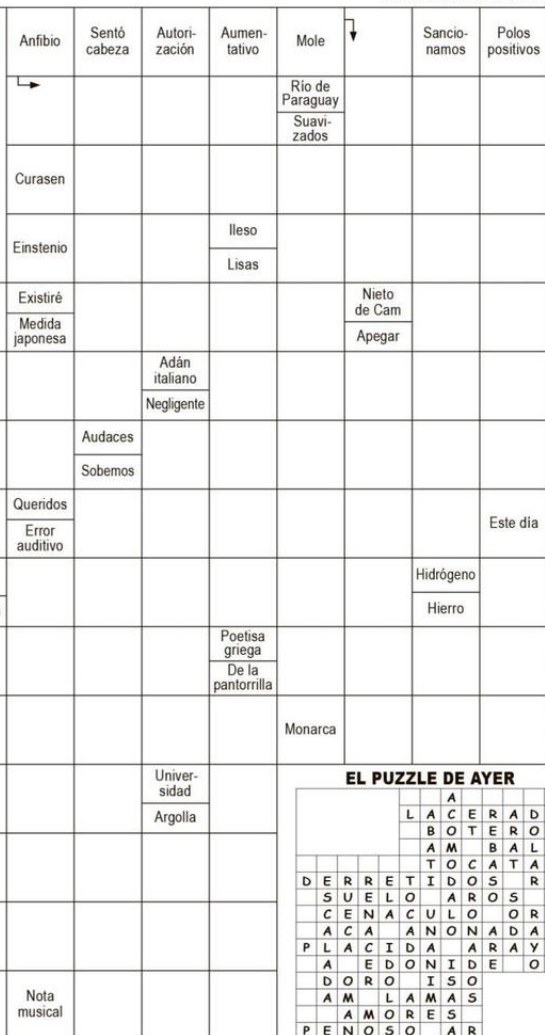 Anfibio
Sentó
cabeza
Autori-
zación
Aumen-
tativo
Mole
Sancio-
namos
Polos
positivos
Río de
Paraguay
Suavi-
zados
Curasen
Einstenio
Ileso
Lisas
Existiré
Medida
japonesa
Nieto
de Cam
Apegar
Adán
italiano
Negligente
Audaces
Sobemos
Queridos
Error
auditivo
Este día
Hidrógeno
Hierro
Poetisa
griega
De la
pantorrilla
Monarca
Univer-
sidad
Argolla
Nota
musical
EL PUZZLE DE AYER
A
L A C E R A D
B O T E R O
A M B A L
T O C A T A
D E R R E T I D O S R
S U E L O A R O S
C E N A C U L O O R
A C A A N O N A D A
P L A C I D A A R A Y
A E D O N I D E O
D O R O I S O
A M L A M A S
A M O R E S
P E N O S O A R